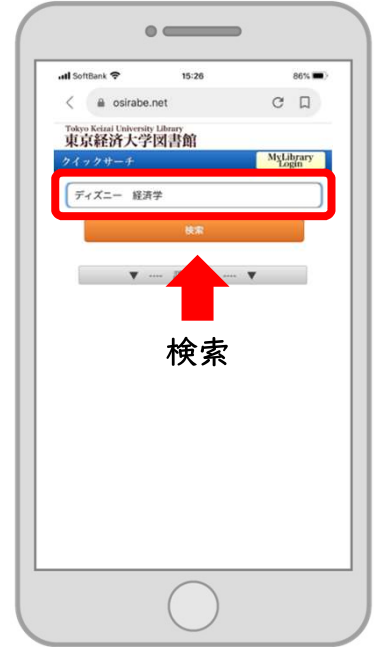 SoftBank 15:26 86%
osirabe.net
Tokyo Keizai University Library
東京経済大学図書館
クイックサーチ MyLibrary Login
ディズニー 経済学
検索
▼ ---- ---- ▼
検索